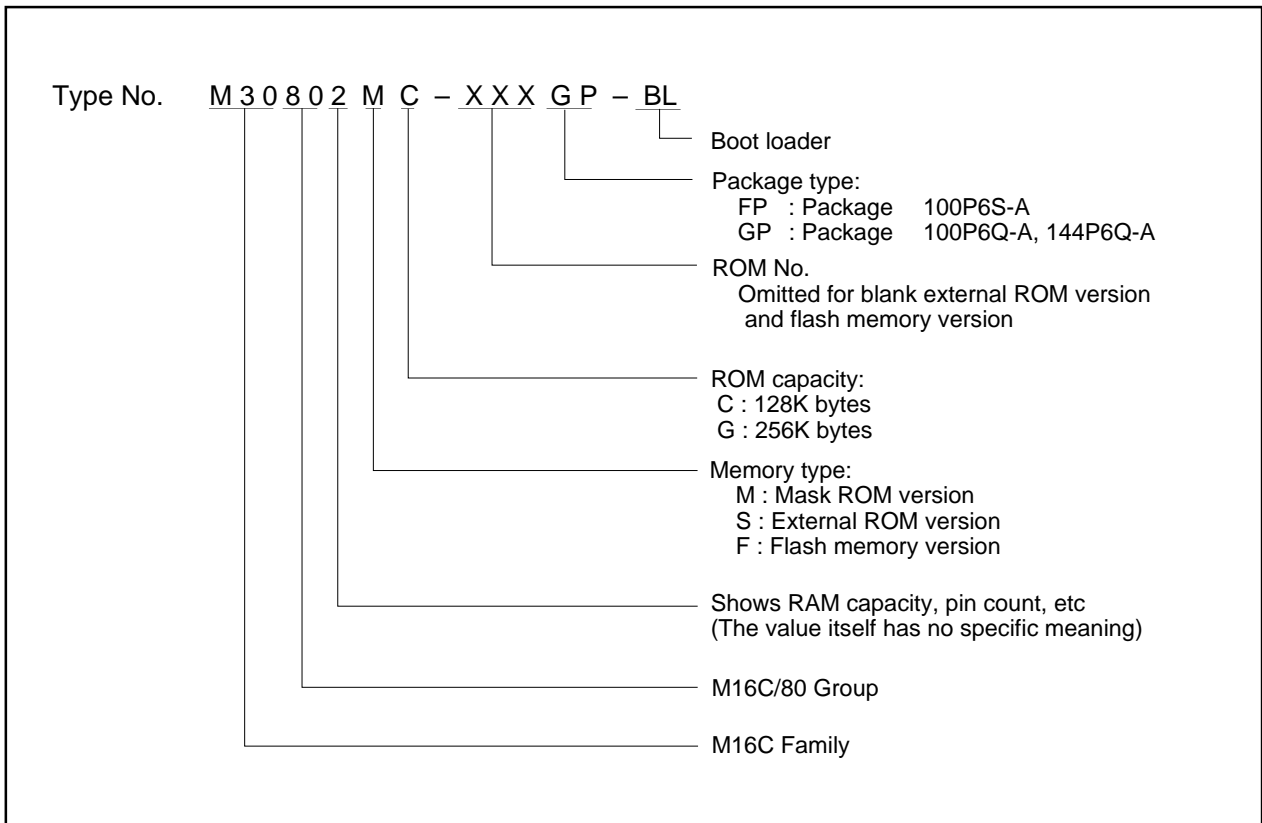 Type No. M 3 0 8 0 2 M C – X X X G P – BL
Boot loader
Package type:
FP : Package 100P6S-A
GP : Package 100P6Q-A, 144P6Q-A
ROM No.
Omitted for blank external ROM version
and flash memory version
ROM capacity:
C : 128K bytes
G : 256K bytes
Memory type:
M : Mask ROM version
S : External ROM version
F : Flash memory version
Shows RAM capacity, pin count, etc
(The value itself has no specific meaning)
M16C/80 Group
M16C Family